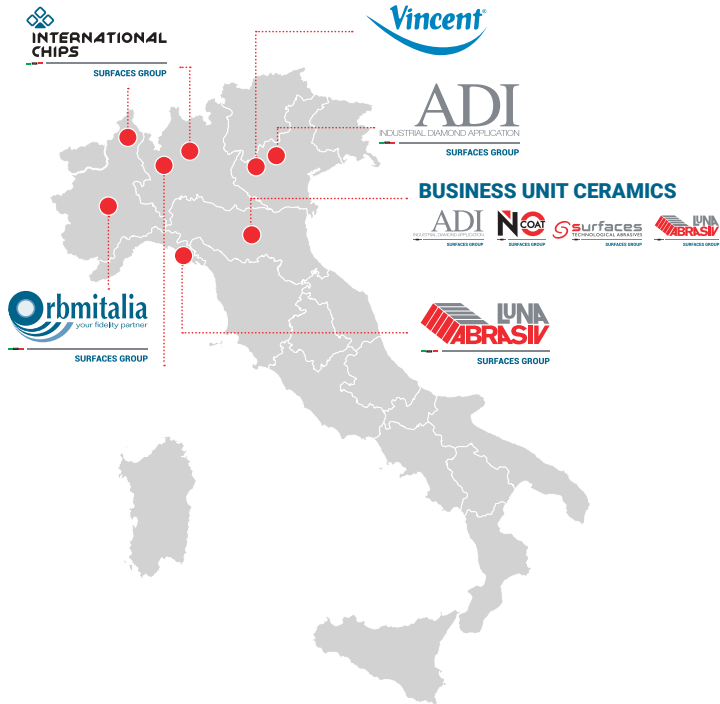 Vincent®
INTERNATIONAL
CHIPS
SURFACES GROUP
ADI
INDUSTRIAL DIAMOND APPLICATION
SURFACES GROUP
BUSINESS UNIT CERAMICS
ADI
INDUSTRIAL DIAMOND APPLICATION
SURFACES GROUP
NO COAT
SURFACES GROUP
surfaces
TECHNOLOGICAL ABRASIVES
SURFACES GROUP
LUNA
ABRASIV
SURFACES GROUP
Orbmitalia
your fidelity partner
SURFACES GROUP
LUNA
ABRASIV
SURFACES GROUP